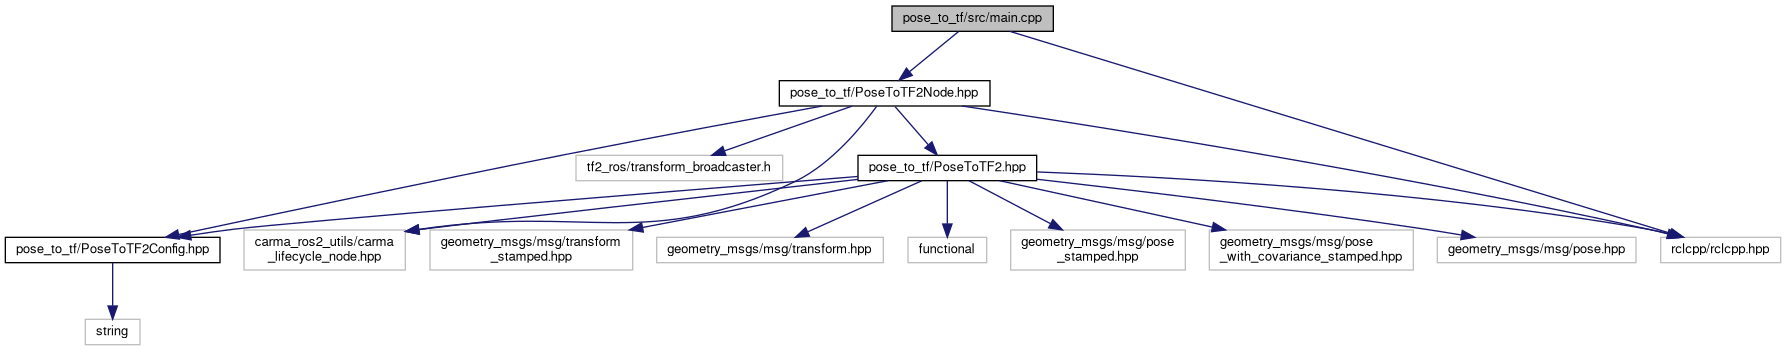 pose_to_tf/src/main.cpp
pose_to_tf/PoseToTF2Node.hpp
tf2_ros/transform_broadcaster.h
pose_to_tf/PoseToTF2.hpp
pose_to_tf/PoseToTF2Config.hpp
carma_ros2_utils/carma
_lifecycle_node.hpp
geometry_msgs/msg/transform
_stamped.hpp
geometry_msgs/msg/transform.hpp
functional
geometry_msgs/msg/pose
_stamped.hpp
geometry_msgs/msg/pose
_with_covariance_stamped.hpp
geometry_msgs/msg/pose.hpp
rclcpp/rclcpp.hpp
string